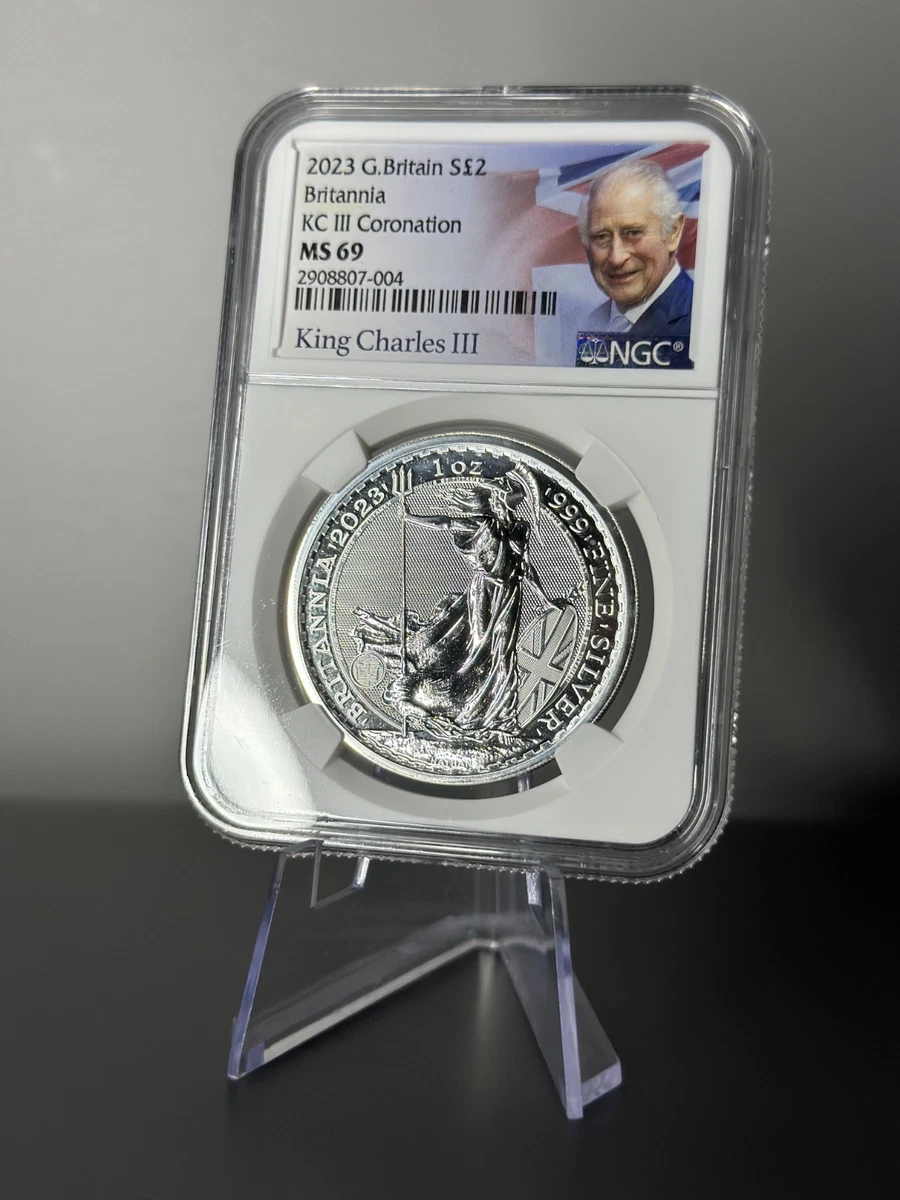 2023 G.Britain S£2
Britannia
KC III Coronation
MS 69
2908807-004
King Charles III
NGC®
BRITANNIA '2023' 1 oz '999' FINE 'SILVER'
NATHAN